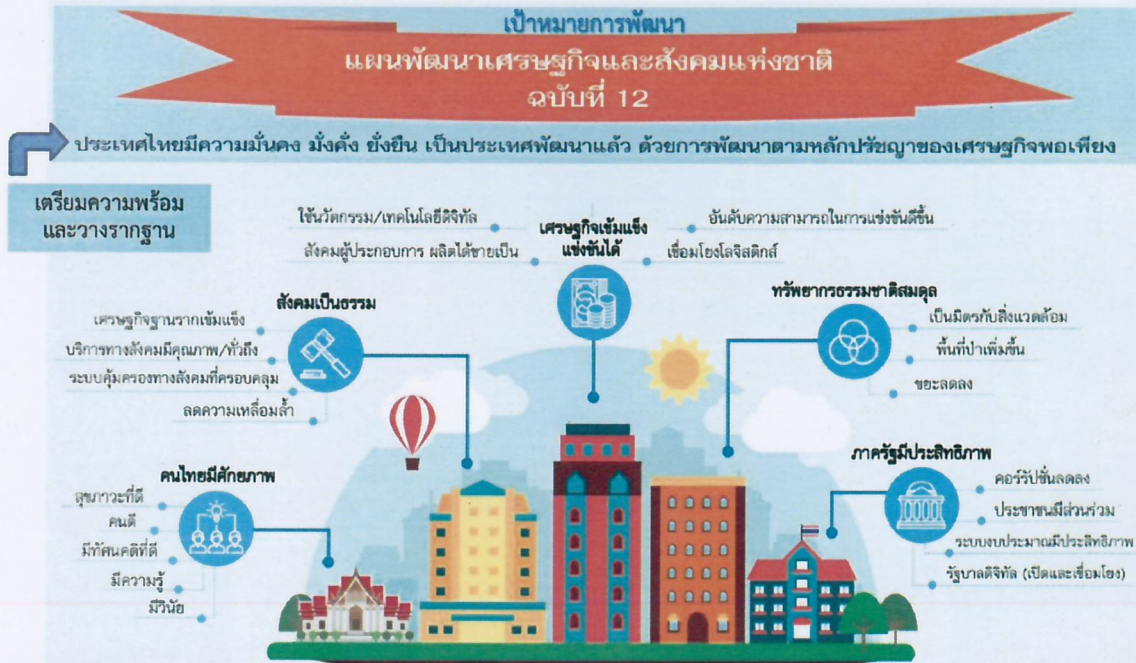 เป้าหมายการพัฒนา
แผนพัฒนาเศรษฐกิจและสังคมแห่งชาติ
ฉบับที่ 12
ประเทศไทยมีความมั่นคง มั่งคั่ง ยั่งยืน เป็นประเทศพัฒนาแล้ว ด้วยการพัฒนาตามหลักปรัชญาของเศรษฐกิจพอเพียง
เตรียมความพร้อม
และวางรากฐาน
เศรษฐกิจเข้มแข็ง
แข่งขันได้
ใช้นวัตกรรม/เทคโนโลยีดิจิทัล
สังคมผู้ประกอบการ ผลิตได้ขายเป็น
อันดับความสามารถในการแข่งขันดีขึ้น
เชื่อมโยงโลจิสติกส์
สังคมเป็นธรรม
เศรษฐกิจฐานรากเข้มแข็ง
บริการทางสังคมมีคุณภาพ/ทั่วถึง
ระบบคุ้มครองทางสังคมที่ครอบคลุม
ลดความเหลื่อมล้ำ
ทรัพยากรธรรมชาติสมดุล
เป็นมิตรกับสิ่งแวดล้อม
พื้นที่ป่าเพิ่มขึ้น
ขยะลดลง
คนไทยมีศักยภาพ
สุขภาวะที่ดี
คนดี
มีทัศนคติที่ดี
มีความรู้
มีวินัย
ภาครัฐมีประสิทธิภาพ
คอร์รัปชั่นลดลง
ประชาชนมีส่วนร่วม
ระบบงบประมาณมีประสิทธิภาพ
รัฐบาลดิจิทัล (เปิดและเชื่อมโยง)